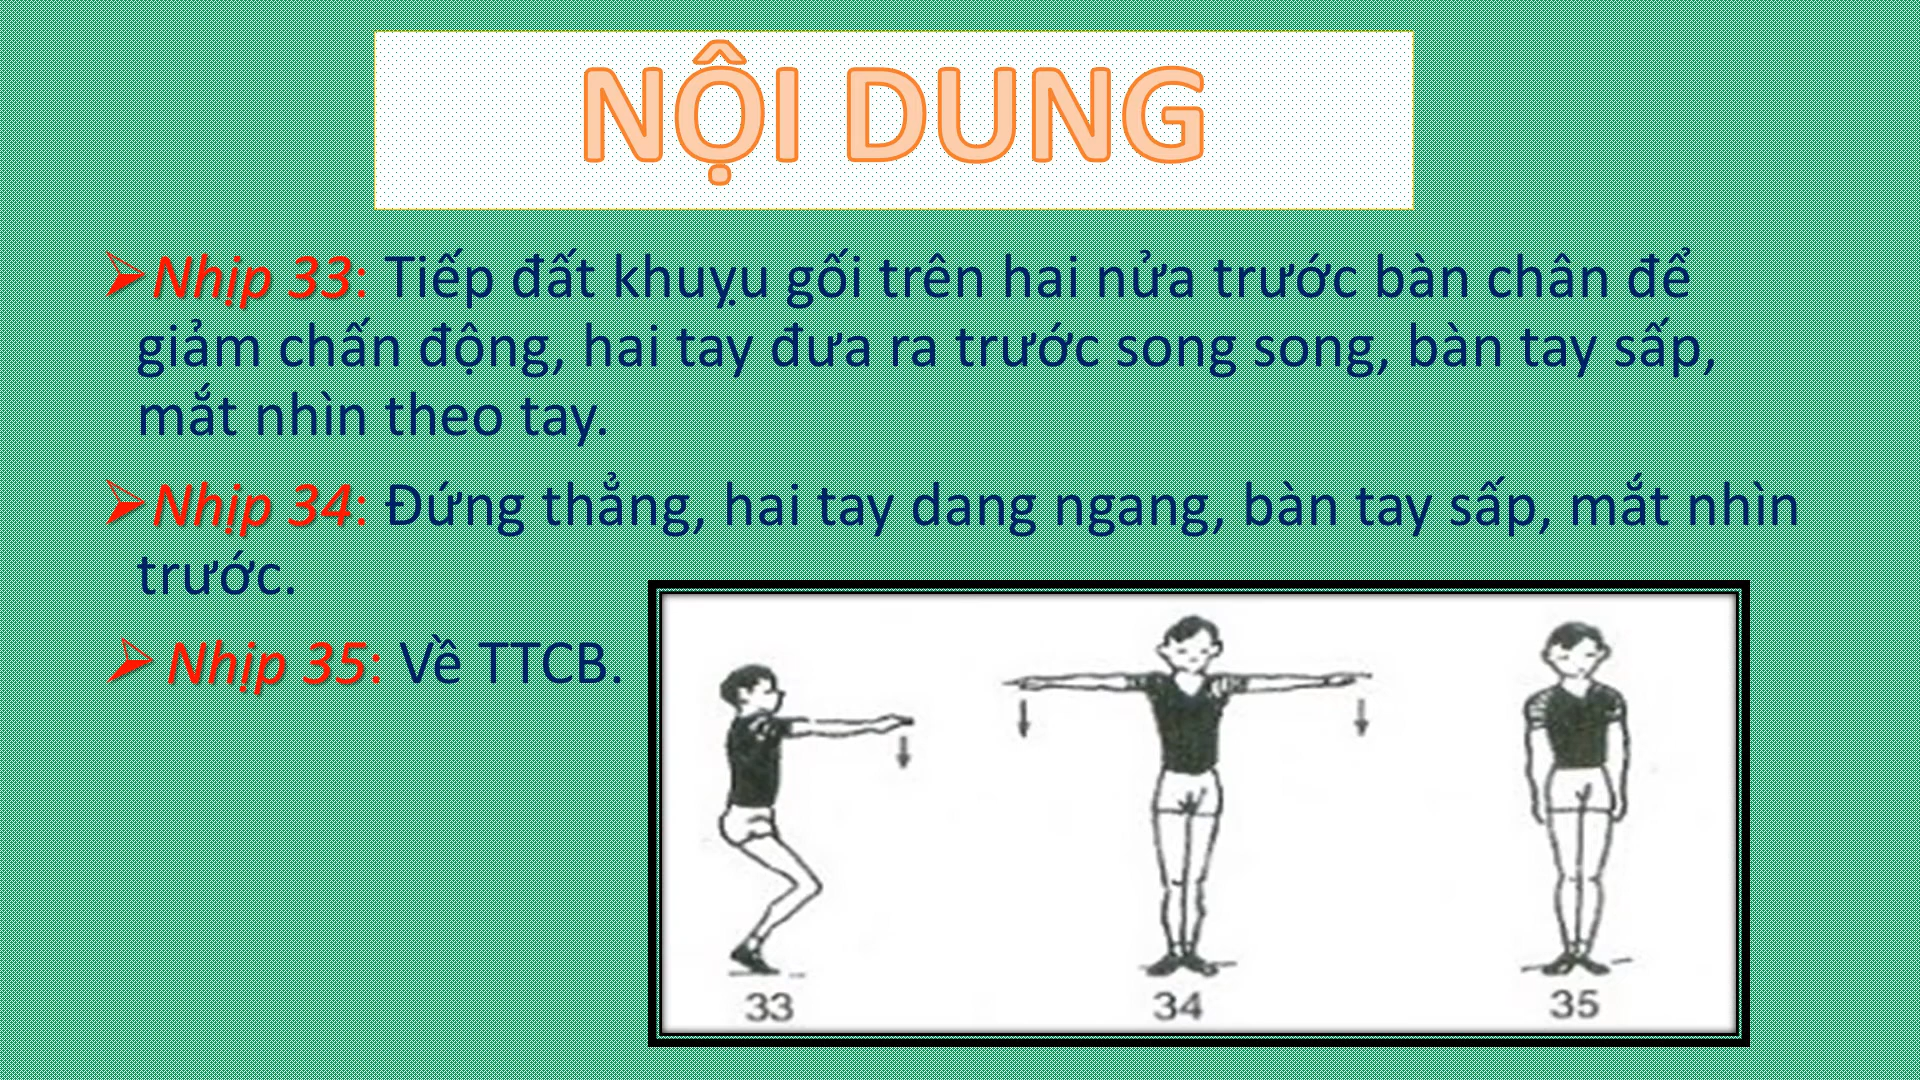 NỘI DUNG
Nhịp 33: Tiếp đất khuỵu gối trên hai nửa trước bàn chân để
giảm chấn động, hai tay đưa ra trước song song, bàn tay sấp,
mắt nhìn theo tay.
Nhịp 34: Đứng thẳng, hai tay dang ngang, bàn tay sấp, mắt nhìn
trước.
Nhịp 35: Về TTCB.
33 34 35